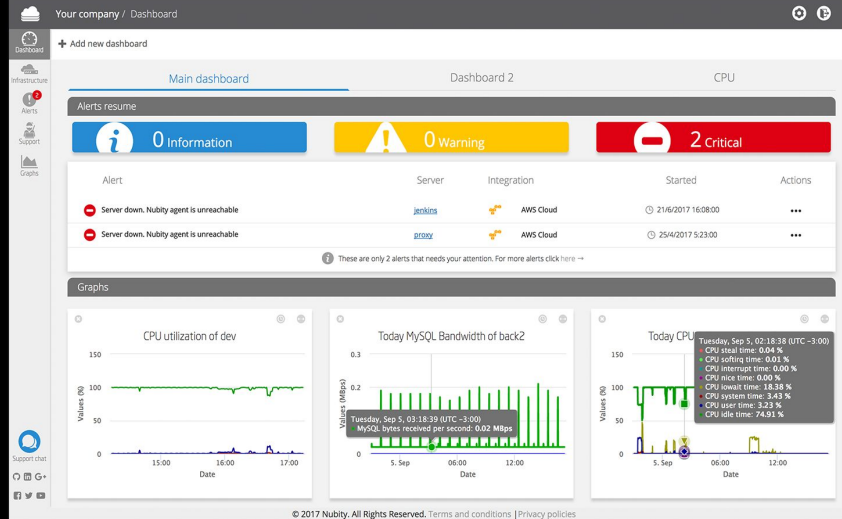 Your company / Dashboard
Dashboard
+ Add new dashboard
Infrastructure
2
Alerts
Support
Graphs
Main dashboard Dashboard 2 CPU
Alerts resume
0 Information 0 Warning 2 Critical
Alert Server Integration Started Actions
Server down. Nubity agent is unreachable jenkins AWS Cloud 21/6/2017 16:08:00
Server down. Nubity agent is unreachable proxy AWS Cloud 25/4/2017 5:23:00
These are only 2 alerts that needs your attention. For more alerts click here →
Graphs
CPU utilization of dev
150
100
50
0
Values (%)
15:00 16:00 17:00
Date
Today MySQL Bandwidth of back2
0.3
0.2
0
Values (MBps)
Tuesday, Sep 5, 03:18:39 (UTC -3:00)
MySQL bytes received per second: 0.02 MBps
5. Sep 06:00 12:00
Date
Today CPU
150
100
50
0
Values (%)
Tuesday, Sep 5, 02:18:38 (UTC -3:00)
CPU steal time: 0.04 %
CPU softirq time: 0.01 %
CPU interrupt time: 0.00 %
CPU nice time: 0.00 %
CPU iowait time: 18.38 %
CPU system time: 3.43 %
CPU user time: 3.23 %
CPU idle time: 74.91 %
5. Sep 06:00 12:00
Date
Support chat
G+
© 2017 Nubity. All Rights Reserved. Terms and conditions | Privacy policies